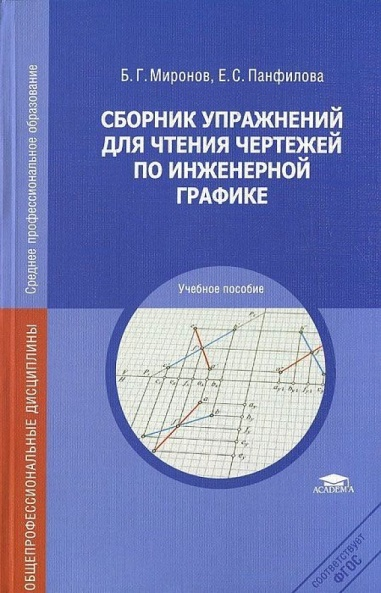 Б. Г. Миронов, Е. С. Панфилова
СБОРНИК УПРАЖНЕНИЙ
ДЛЯ ЧТЕНИЯ ЧЕРТЕЖЕЙ
ПО ИНЖЕНЕРНОЙ
ГРАФИКЕ
Учебное пособие
ACADEMA
соответствует
ФГОС
Среднее профессиональное образование
ОБЩЕПРОФЕССИОНАЛЬНЫЕ ДИСЦИПЛИНЫ